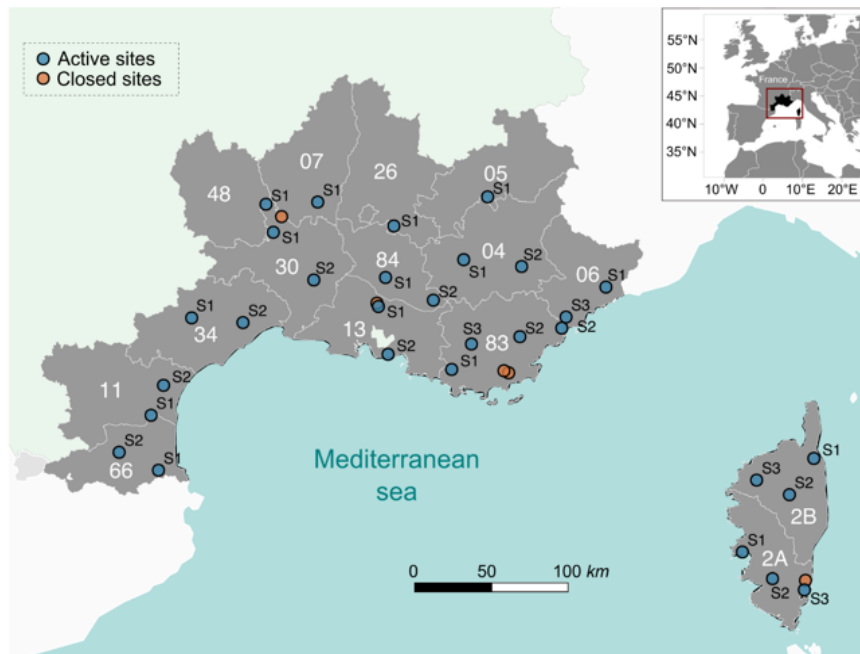 Active sites
Closed sites
55°N
50°N
45°N
40°N
35°N
France
10°W 0 10°E 20°E
07
26
05
48
S1
S1
S1
S1
S1
04
30
84
S2
S1
S1
S2
06
S1
S1
S2
34
S2
S1
13
S3
S2
S3
S2
83
S2
S1
11
S2
S1
S2
66
S1
Mediterranean
sea
S1
S3
S2
2B
S1
2A
S2
S3
0 50 100 km